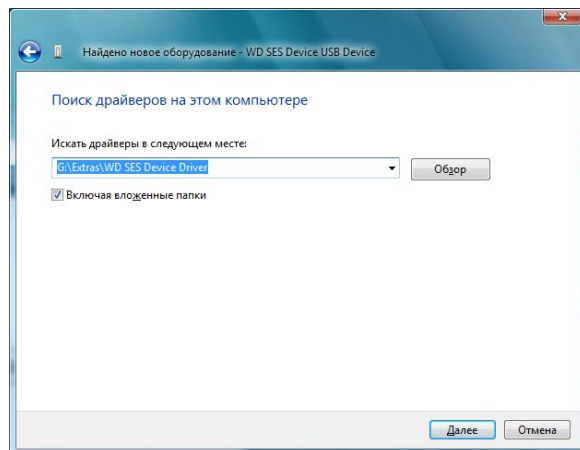 Найдено новое оборудование - WD SES Device USB Device
Поиск драйверов на этом компьютере
Искать драйверы в следующем месте:
G:\Extras\WD SES Device Driver
Обзор
Включая вложенные папки
Далее
Отмена